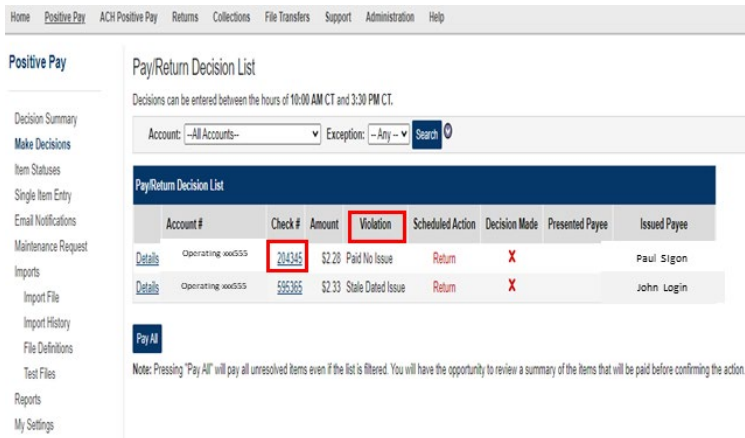 Home Positive Pay ACH Positive Pay Returns Collections File Transfers Support Administration Help
Positive Pay
Decision Summary
Make Decisions
Item Statuses
Single Item Entry
Email Notifications
Maintenance Request
Imports
Import File
Import History
File Definitions
Test Files
Reports
My Settings
Pay/Return Decision List
Decisions can be entered between the hours of 10:00 AM CT and 3:30 PM CT.
Account: --All Accounts-- Exception: -- Any -- Search
Pay/Return Decision List
Account # Check # Amount Violation Scheduled Action Decision Made Presented Payee Issued Payee
Details Operating xxx555 204345 $2.28 Paid No Issue Return X Paul SIgon
Details Operating xxx555 595365 $2.33 Stale Dated Issue Return X John Login
Pay All
Note: Pressing "Pay All" will pay all unresolved items even if the list is filtered. You will have the opportunity to review a summary of the items that will be paid before confirming the action.